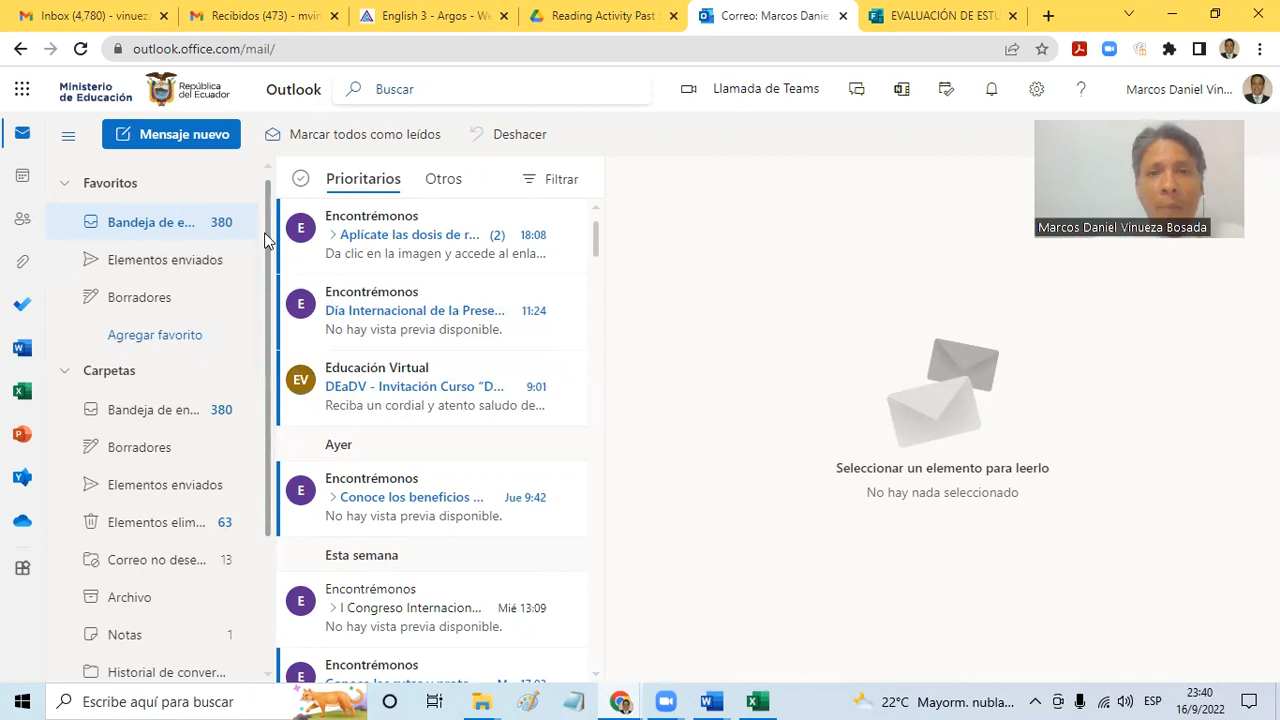 Inbox (4,780) - vinuez
Recibidos (473) - mvin
English 3 - Argos - We
Reading Activity Past S
Correo: Marcos Danie
EVALUACIÓN DE ESTU
outlook.office.com/mail/
Ministerio de Educación
República del Ecuador
Outlook
Buscar
Llamada de Teams
Marcos Daniel Vin...
Mensaje nuevo
Marcar todos como leídos
Deshacer
Favoritos
Bandeja de e... 380
Elementos enviados
Borradores
Agregar favorito
Carpetas
Bandeja de en... 380
Borradores
Elementos enviados
Elementos elim... 63
Correo no dese... 13
Archivo
Notas 1
Historial de conver...
Prioritarios Otros Filtrar
E
Encontrémonos
Aplícate las dosis de r... (2) 18:08
Da clic en la imagen y accede al enla...
E
Encontrémonos
Día Internacional de la Prese... 11:24
No hay vista previa disponible.
EV
Educación Virtual
DEaDV - Invitación Curso “D... 9:01
Reciba un cordial y atento saludo de...
Ayer
E
Encontrémonos
Conoce los beneficios ... Jue 9:42
No hay vista previa disponible.
Esta semana
E
Encontrémonos
I Congreso Internacion... Mié 13:09
No hay vista previa disponible.
E
Encontrémonos
Seleccionar un elemento para leerlo
No hay nada seleccionado
Marcos Daniel Vinueza Bosada
Escribe aquí para buscar
22°C Mayorm. nubla...
ESP
23:40
16/9/2022